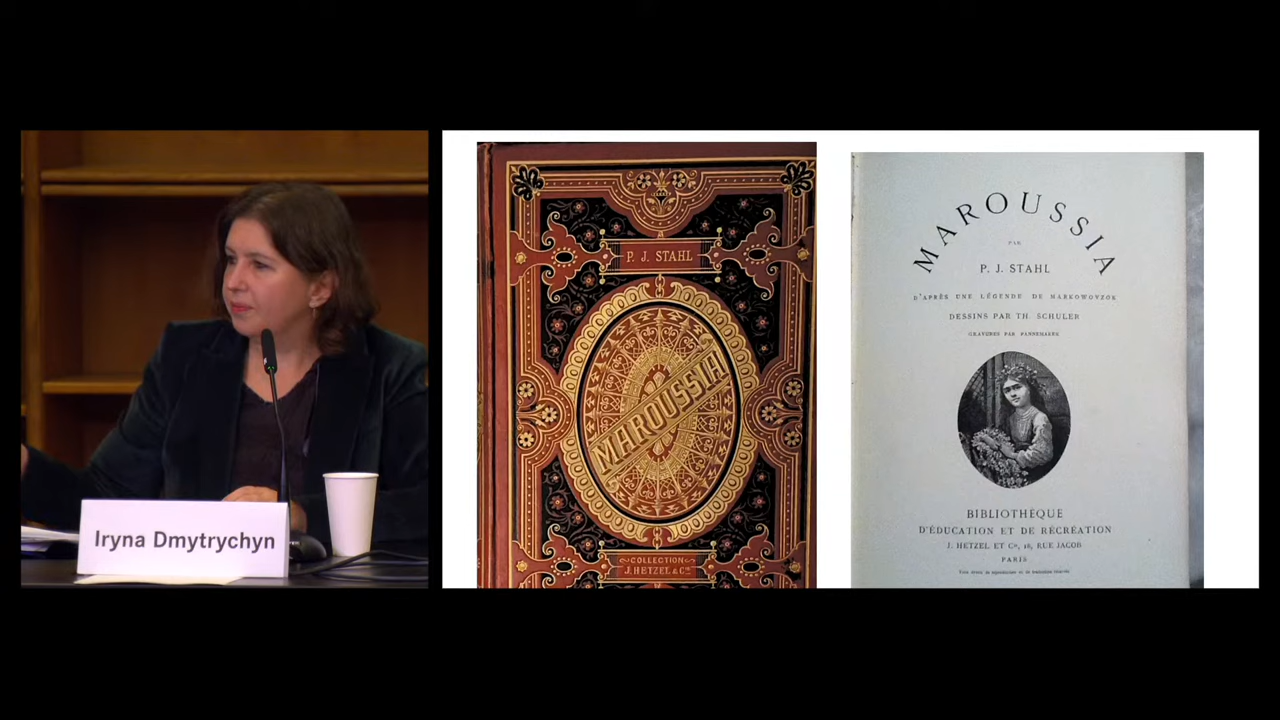 Iryna Dmytrychyn
P. J. STAHL
MAROUSSIA
COLLECTION
J. HETZEL & Cie
MAROUSSIA
PAR
P. J. STAHL
D'APRÈS UNE LÉGENDE DE MARKOWOVZOK
DESSINS PAR TH. SCHULER
GRAVURES PAR PANNEMAKER
BIBLIOTHÈQUE
D'ÉDUCATION ET DE RÉCRÉATION
J. HETZEL ET Cie, 18, RUE JACOB
PARIS